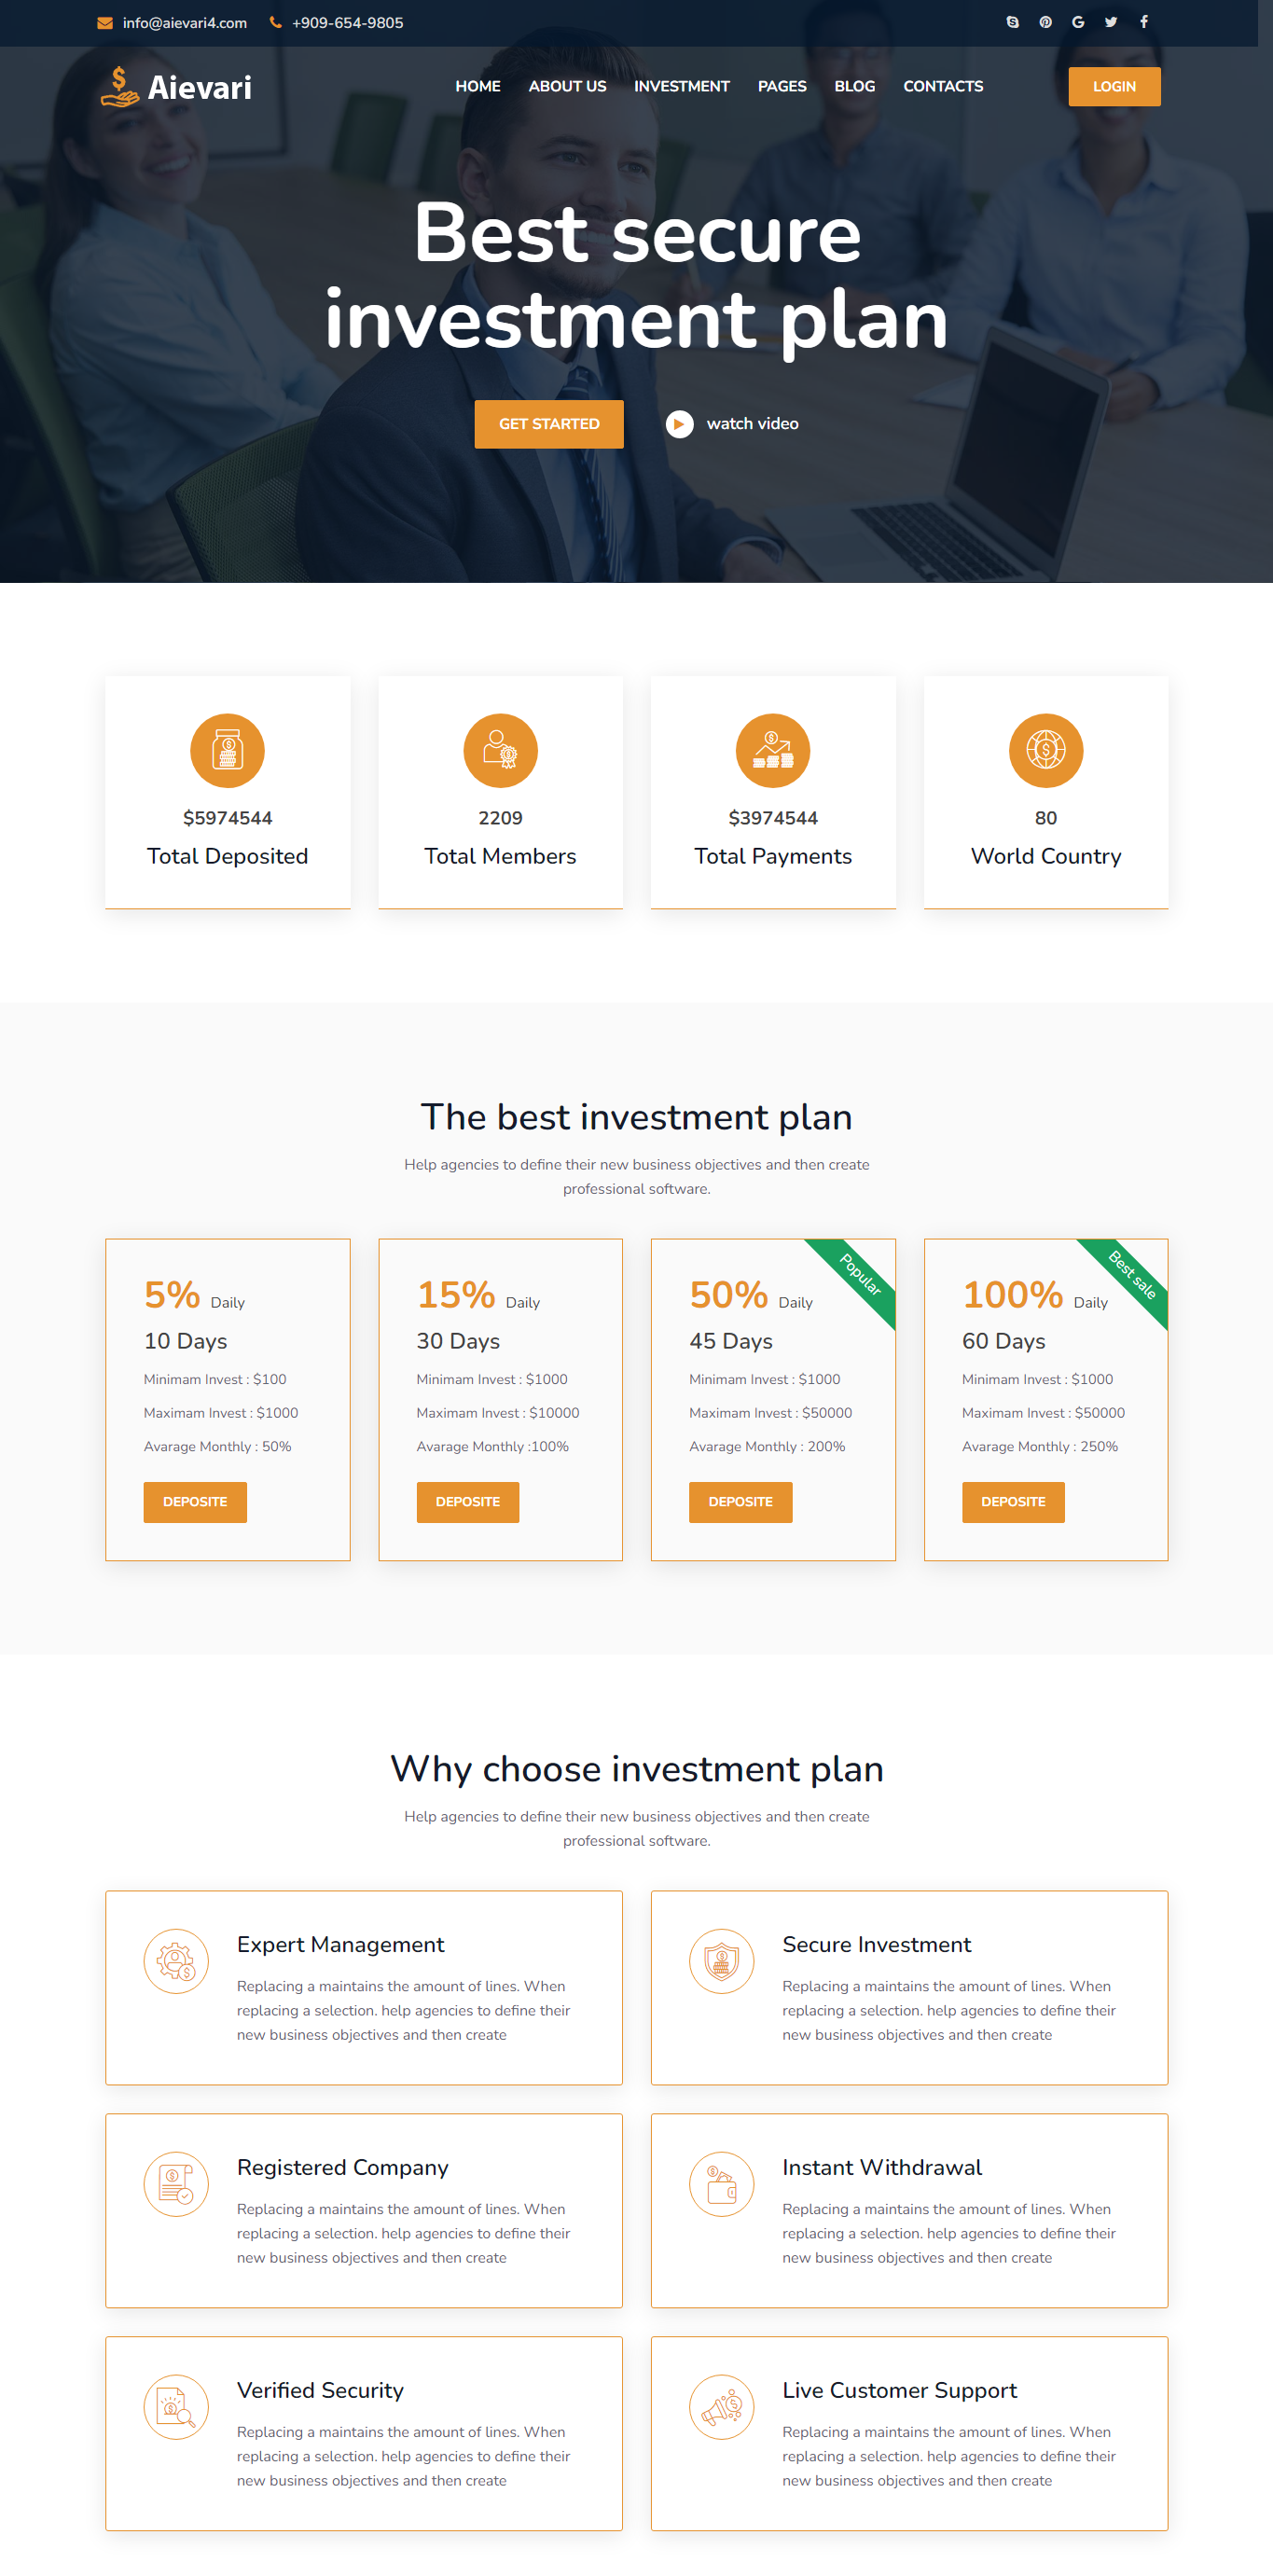 info@aievari4.com +909-654-9805
Aievari HOME ABOUT US INVESTMENT PAGES BLOG CONTACTS LOGIN
Best secure
investment plan
GET STARTED watch video
$5974544 2209 $3974544 80
Total Deposited Total Members Total Payments World Country
The best investment plan
Help agencies to define their new business objectives and then create
professional software.
5% Daily
10 Days
Minimam Invest : $100
Maximam Invest : $1000
Avarage Monthly : 50%
DEPOSITE
15% Daily
30 Days
Minimam Invest : $1000
Maximam Invest : $10000
Avarage Monthly :100%
DEPOSITE
Popular
50% Daily
45 Days
Minimam Invest : $1000
Maximam Invest : $50000
Avarage Monthly : 200%
DEPOSITE
Best sale
100% Daily
60 Days
Minimam Invest : $1000
Maximam Invest : $50000
Avarage Monthly : 250%
DEPOSITE
Why choose investment plan
Help agencies to define their new business objectives and then create
professional software.
Expert Management
Replacing a maintains the amount of lines. When
replacing a selection. help agencies to define their
new business objectives and then create
Secure Investment
Replacing a maintains the amount of lines. When
replacing a selection. help agencies to define their
new business objectives and then create
Registered Company
Replacing a maintains the amount of lines. When
replacing a selection. help agencies to define their
new business objectives and then create
Instant Withdrawal
Replacing a maintains the amount of lines. When
replacing a selection. help agencies to define their
new business objectives and then create
Verified Security
Replacing a maintains the amount of lines. When
replacing a selection. help agencies to define their
new business objectives and then create
Live Customer Support
Replacing a maintains the amount of lines. When
replacing a selection. help agencies to define their
new business objectives and then create